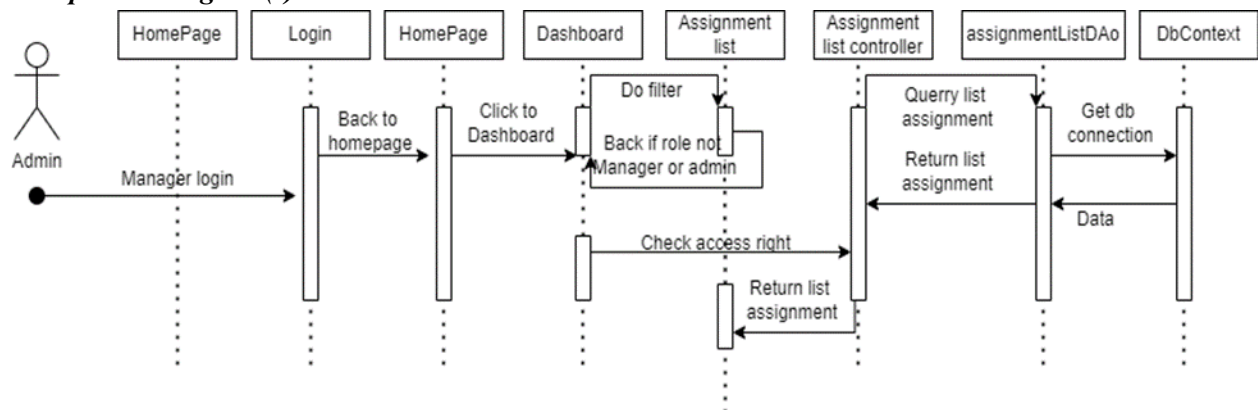 HomePage
Login
HomePage
Dashboard
Assignment
list
Assignment
list controller
assignmentListDAo
DbContext
Admin
Manager login
Back to
homepage
Click to
Dashboard
Do filter
Back if role not
Manager or admin
Querry list
assignment
Return list
assignment
Get db
connection
Data
Check access right
Return list
assignment